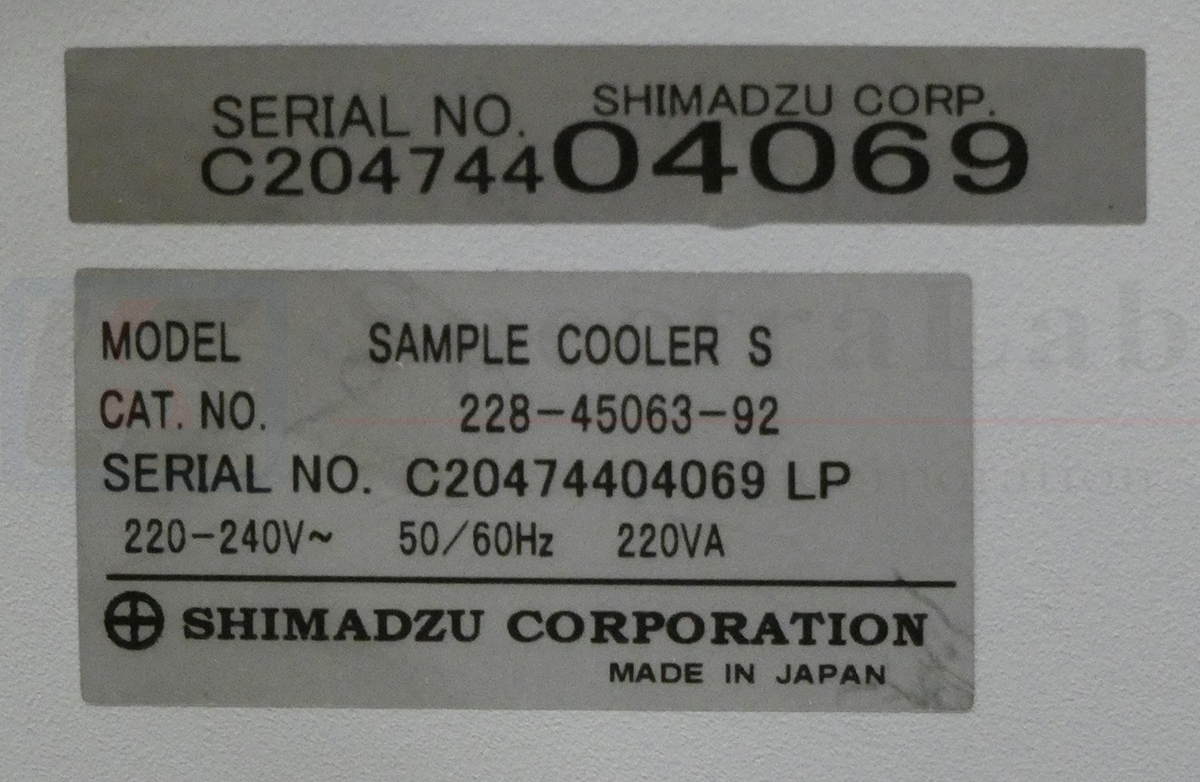 SERIAL NO. SHIMADZU CORP.
C20474404069
MODEL SAMPLE COOLER S
CAT. NO. 228-45063-92
SERIAL NO. C20474404069 LP
220-240V~ 50/60Hz 220VA
SHIMADZU CORPORATION
MADE IN JAPAN